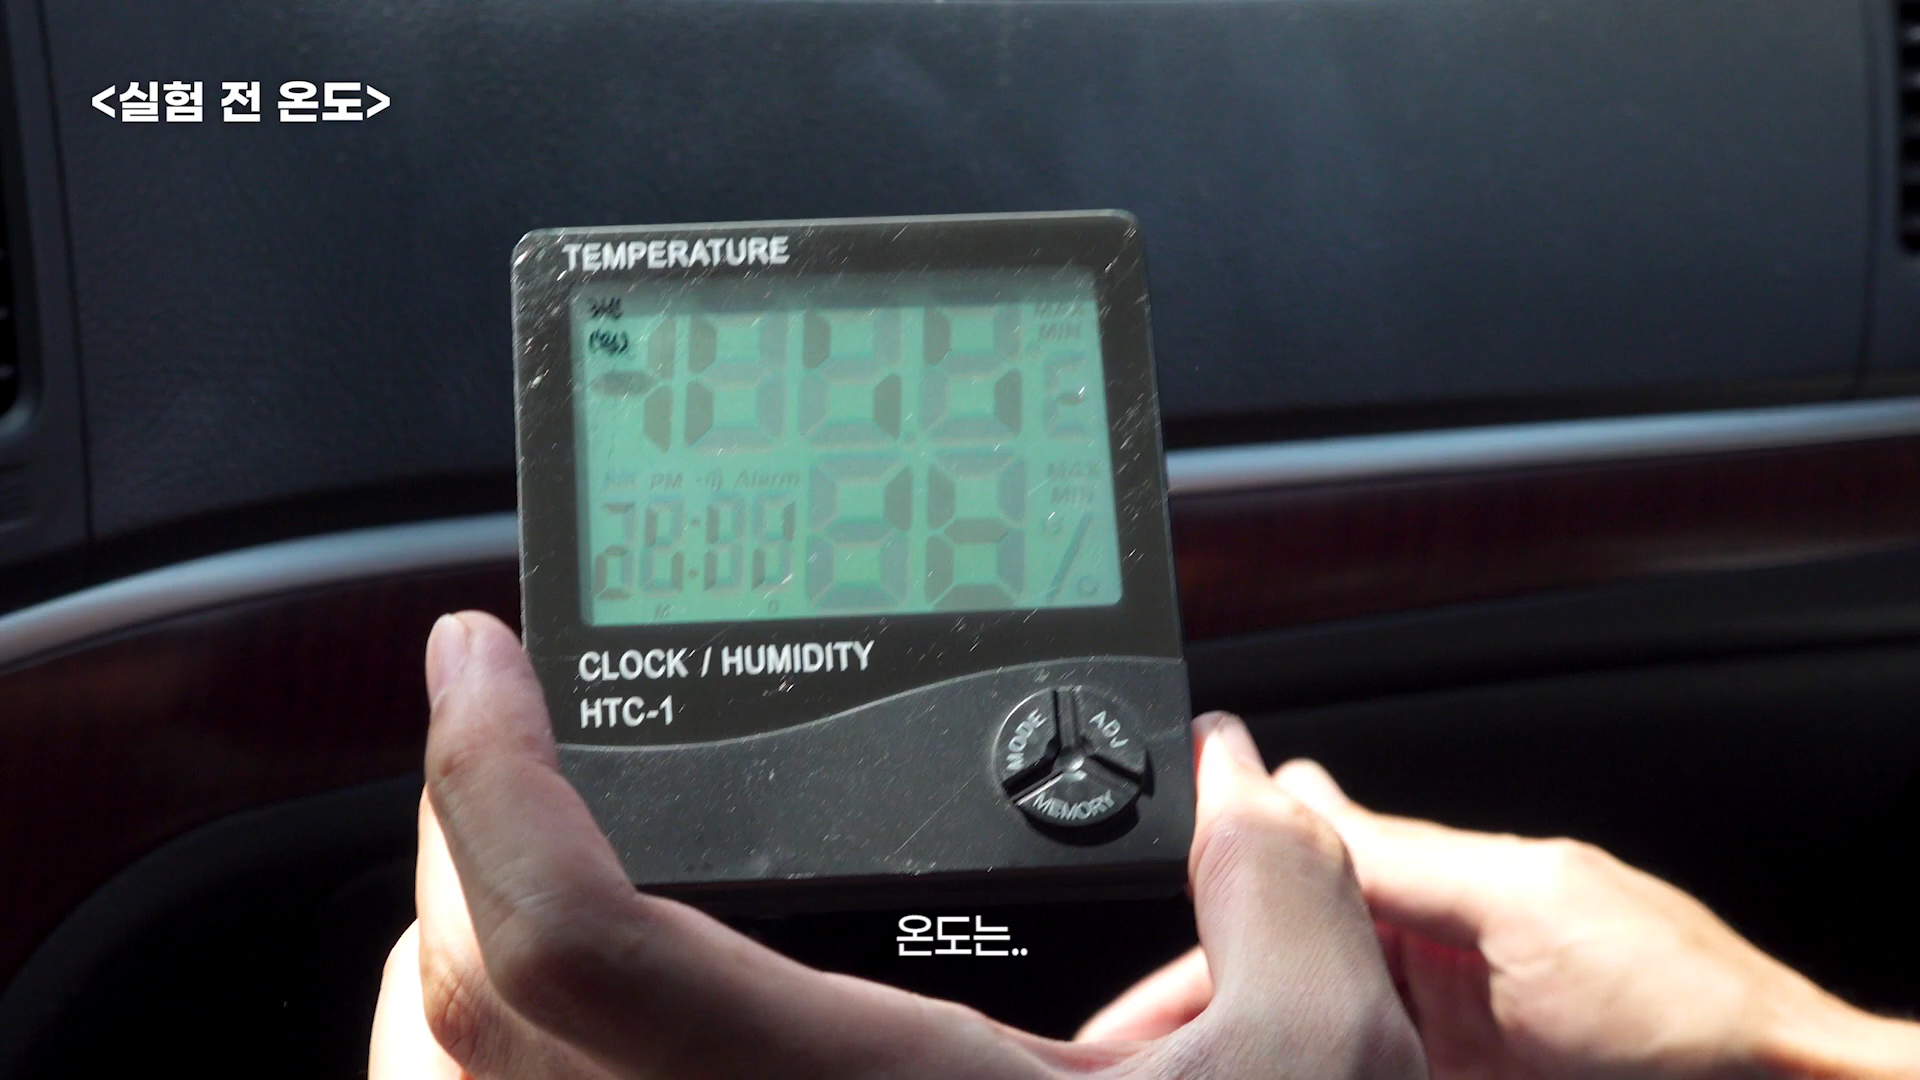 <실험 전 온도>
TEMPERATURE
MAX
MIN
PM Alarm
MAX
MIN
%
CLOCK / HUMIDITY
HTC-1
MODE
ADJ
MEMORY
온도는..